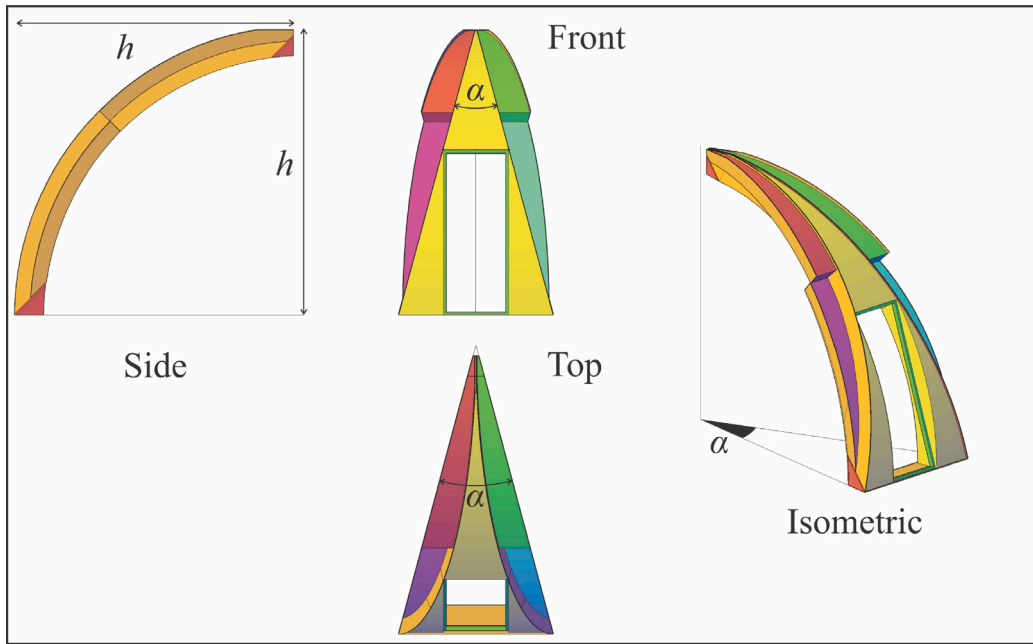 h
h
Side
Front
α
Top
α
α
Isometric